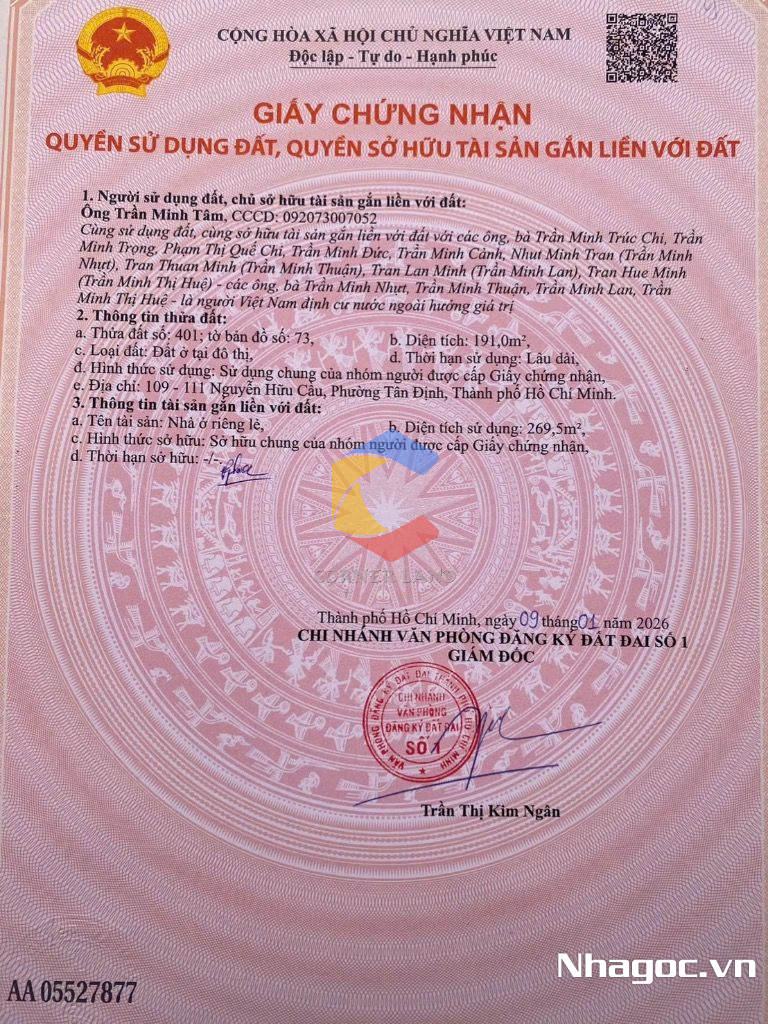 CỘNG HÒA XÃ HỘI CHỦ NGHĨA VIỆT NAM
Độc lập - Tự do - Hạnh phúc
GIẤY CHỨNG NHẬN
QUYỀN SỬ DỤNG ĐẤT, QUYỀN SỞ HỮU TÀI SẢN GẮN LIỀN VỚI ĐẤT
1. Người sử dụng đất, chủ sở hữu tài sản gắn liền với đất:
Ông Trần Minh Tâm, CCCD: 092073007052
Cùng sử dụng đất, cùng sở hữu tài sản gắn liền với đất với các ông, bà Trần Minh Trúc Chi, Trần
Minh Trọng, Phạm Thị Quế Chi, Trần Minh Đức, Trần Minh Cảnh, Nhut Minh Tran (Trần Minh
Nhựt), Tran Thuan Minh (Trần Minh Thuận), Tran Lan Minh (Trần Minh Lan), Tran Hue Minh
(Trần Minh Thị Huệ) - các ông, bà Trần Minh Nhựt, Trần Minh Thuận, Trần Minh Lan, Trần
Minh Thị Huệ - là người Việt Nam định cư nước ngoài hưởng giá trị
2. Thông tin thửa đất:
a. Thửa đất số: 401; tờ bản đồ số: 73, b. Diện tích: 191,0m²,
c. Loại đất: Đất ở tại đô thị, d. Thời hạn sử dụng: Lâu dài,
đ. Hình thức sử dụng: Sử dụng chung của nhóm người được cấp Giấy chứng nhận,
e. Địa chỉ: 109 - 111 Nguyễn Hữu Cầu, Phường Tân Định, Thành phố Hồ Chí Minh.
3. Thông tin tài sản gắn liền với đất:
a. Tên tài sản: Nhà ở riêng lẻ, b. Diện tích sử dụng: 269,5m²,
c. Hình thức sở hữu: Sở hữu chung của nhóm người được cấp Giấy chứng nhận,
d. Thời hạn sở hữu: -/-.
CORNER LAND
Thành phố Hồ Chí Minh, ngày 09 tháng 01 năm 2026
CHI NHÁNH VĂN PHÒNG ĐĂNG KÝ ĐẤT ĐAI SỐ 1
GIÁM ĐỐC
VĂN PHÒNG ĐĂNG KÝ ĐẤT ĐAI THÀNH PHỐ HỒ CHÍ MINH
CHI NHÁNH
VĂN PHÒNG
ĐĂNG KÝ ĐẤT ĐAI
SỐ 1
Trần Thị Kim Ngân
Nhagoc.vn
AA 05527877